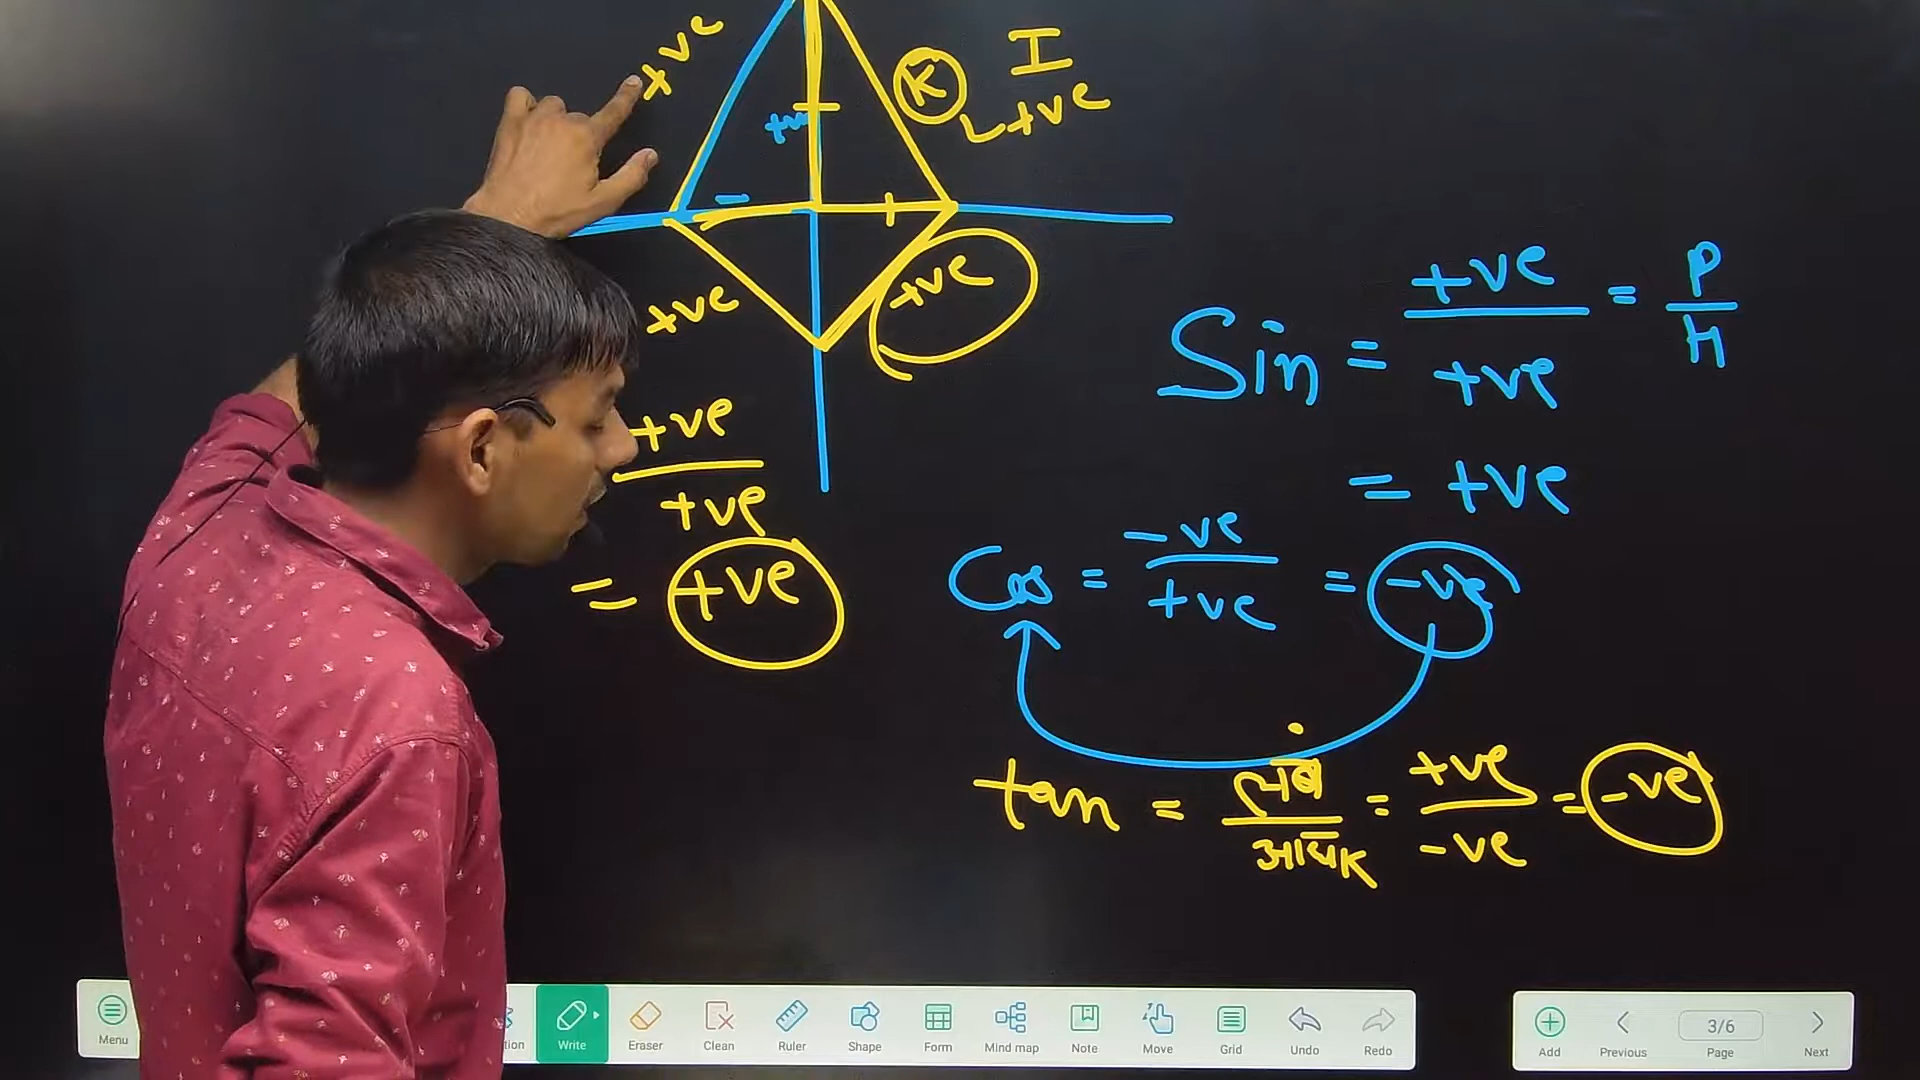 +ve
K
I
+ve
+ve
-
+ve
+ve
Sin = +ve / +ve = P / H
= +ve
+ve / +ve
= +ve
Cos = -ve / +ve = -ve
tan = लंब / आधार = +ve / -ve = -ve
Menu
Write
Eraser
Clean
Ruler
Shape
Form
Mind map
Note
Move
Grid
Undo
Redo
Add
Previous
3/6
Page
Next